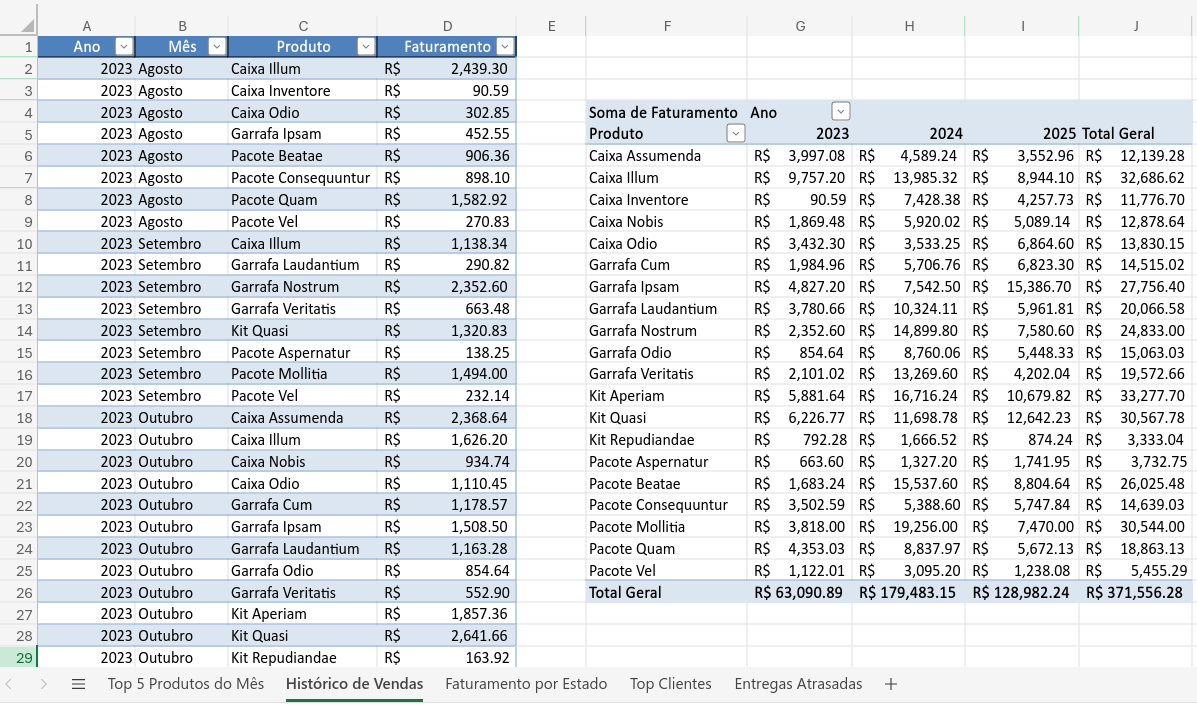 A B C D E F G H I J
1 Ano Mês Produto Faturamento
2 2023 Agosto Caixa Illum R$ 2,439.30
3 2023 Agosto Caixa Inventore R$ 90.59
4 2023 Agosto Caixa Odio R$ 302.85 Soma de Faturamento Ano
5 2023 Agosto Garrafa Ipsam R$ 452.55 Produto 2023 2024 2025 Total Geral
6 2023 Agosto Pacote Beatae R$ 906.36 Caixa Assumenda R$ 3,997.08 R$ 4,589.24 R$ 3,552.96 R$ 12,139.28
7 2023 Agosto Pacote Consequuntur R$ 898.10 Caixa Illum R$ 9,757.20 R$ 13,985.32 R$ 8,944.10 R$ 32,686.62
8 2023 Agosto Pacote Quam R$ 1,582.92 Caixa Inventore R$ 90.59 R$ 7,428.38 R$ 4,257.73 R$ 11,776.70
9 2023 Agosto Pacote Vel R$ 270.83 Caixa Nobis R$ 1,869.48 R$ 5,920.02 R$ 5,089.14 R$ 12,878.64
10 2023 Setembro Caixa Illum R$ 1,138.34 Caixa Odio R$ 3,432.30 R$ 3,533.25 R$ 6,864.60 R$ 13,830.15
11 2023 Setembro Garrafa Laudantium R$ 290.82 Garrafa Cum R$ 1,984.96 R$ 5,706.76 R$ 6,823.30 R$ 14,515.02
12 2023 Setembro Garrafa Nostrum R$ 2,352.60 Garrafa Ipsam R$ 4,827.20 R$ 7,542.50 R$ 15,386.70 R$ 27,756.40
13 2023 Setembro Garrafa Veritatis R$ 663.48 Garrafa Laudantium R$ 3,780.66 R$ 10,324.11 R$ 5,961.81 R$ 20,066.58
14 2023 Setembro Kit Quasi R$ 1,320.83 Garrafa Nostrum R$ 2,352.60 R$ 14,899.80 R$ 7,580.60 R$ 24,833.00
15 2023 Setembro Pacote Aspernatur R$ 138.25 Garrafa Odio R$ 854.64 R$ 8,760.06 R$ 5,448.33 R$ 15,063.03
16 2023 Setembro Pacote Mollitia R$ 1,494.00 Garrafa Veritatis R$ 2,101.02 R$ 13,269.60 R$ 4,202.04 R$ 19,572.66
17 2023 Setembro Pacote Vel R$ 232.14 Kit Aperiam R$ 5,881.64 R$ 16,716.24 R$ 10,679.82 R$ 33,277.70
18 2023 Outubro Caixa Assumenda R$ 2,368.64 Kit Quasi R$ 6,226.77 R$ 11,698.78 R$ 12,642.23 R$ 30,567.78
19 2023 Outubro Caixa Illum R$ 1,626.20 Kit Repudiandae R$ 792.28 R$ 1,666.52 R$ 874.24 R$ 3,333.04
20 2023 Outubro Caixa Nobis R$ 934.74 Pacote Aspernatur R$ 663.60 R$ 1,327.20 R$ 1,741.95 R$ 3,732.75
21 2023 Outubro Caixa Odio R$ 1,110.45 Pacote Beatae R$ 1,683.24 R$ 15,537.60 R$ 8,804.64 R$ 26,025.48
22 2023 Outubro Garrafa Cum R$ 1,178.57 Pacote Consequuntur R$ 3,502.59 R$ 5,388.60 R$ 5,747.84 R$ 14,639.03
23 2023 Outubro Garrafa Ipsam R$ 1,508.50 Pacote Mollitia R$ 3,818.00 R$ 19,256.00 R$ 7,470.00 R$ 30,544.00
24 2023 Outubro Garrafa Laudantium R$ 1,163.28 Pacote Quam R$ 4,353.03 R$ 8,837.97 R$ 5,672.13 R$ 18,863.13
25 2023 Outubro Garrafa Odio R$ 854.64 Pacote Vel R$ 1,122.01 R$ 3,095.20 R$ 1,238.08 R$ 5,455.29
26 2023 Outubro Garrafa Veritatis R$ 552.90 Total Geral R$ 63,090.89 R$ 179,483.15 R$ 128,982.24 R$ 371,556.28
27 2023 Outubro Kit Aperiam R$ 1,857.36
28 2023 Outubro Kit Quasi R$ 2,641.66
29 2023 Outubro Kit Repudiandae R$ 163.92
Top 5 Produtos do Mês Histórico de Vendas Faturamento por Estado Top Clientes Entregas Atrasadas